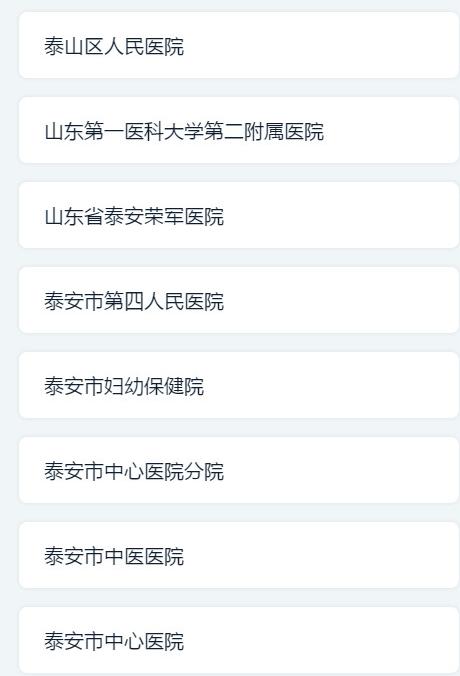 泰山区人民医院
山东第一医科大学第二附属医院
山东省泰安荣军医院
泰安市第四人民医院
泰安市妇幼保健院
泰安市中心医院分院
泰安市中医医院
泰安市中心医院